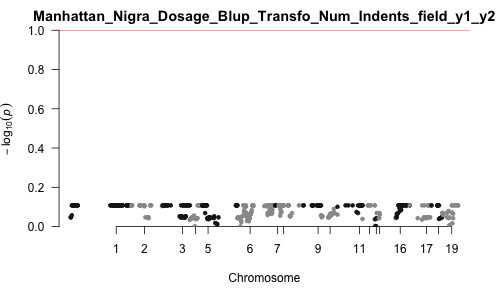 Manhattan_Nigra_Dosage_Blup_Transfo_Num_Indents_field_y1_y2
1.0
0.8
0.6
0.4
0.2
0.0
−log10(p)
1 2 3 5 6 7 9 11 16 17 19
Chromosome